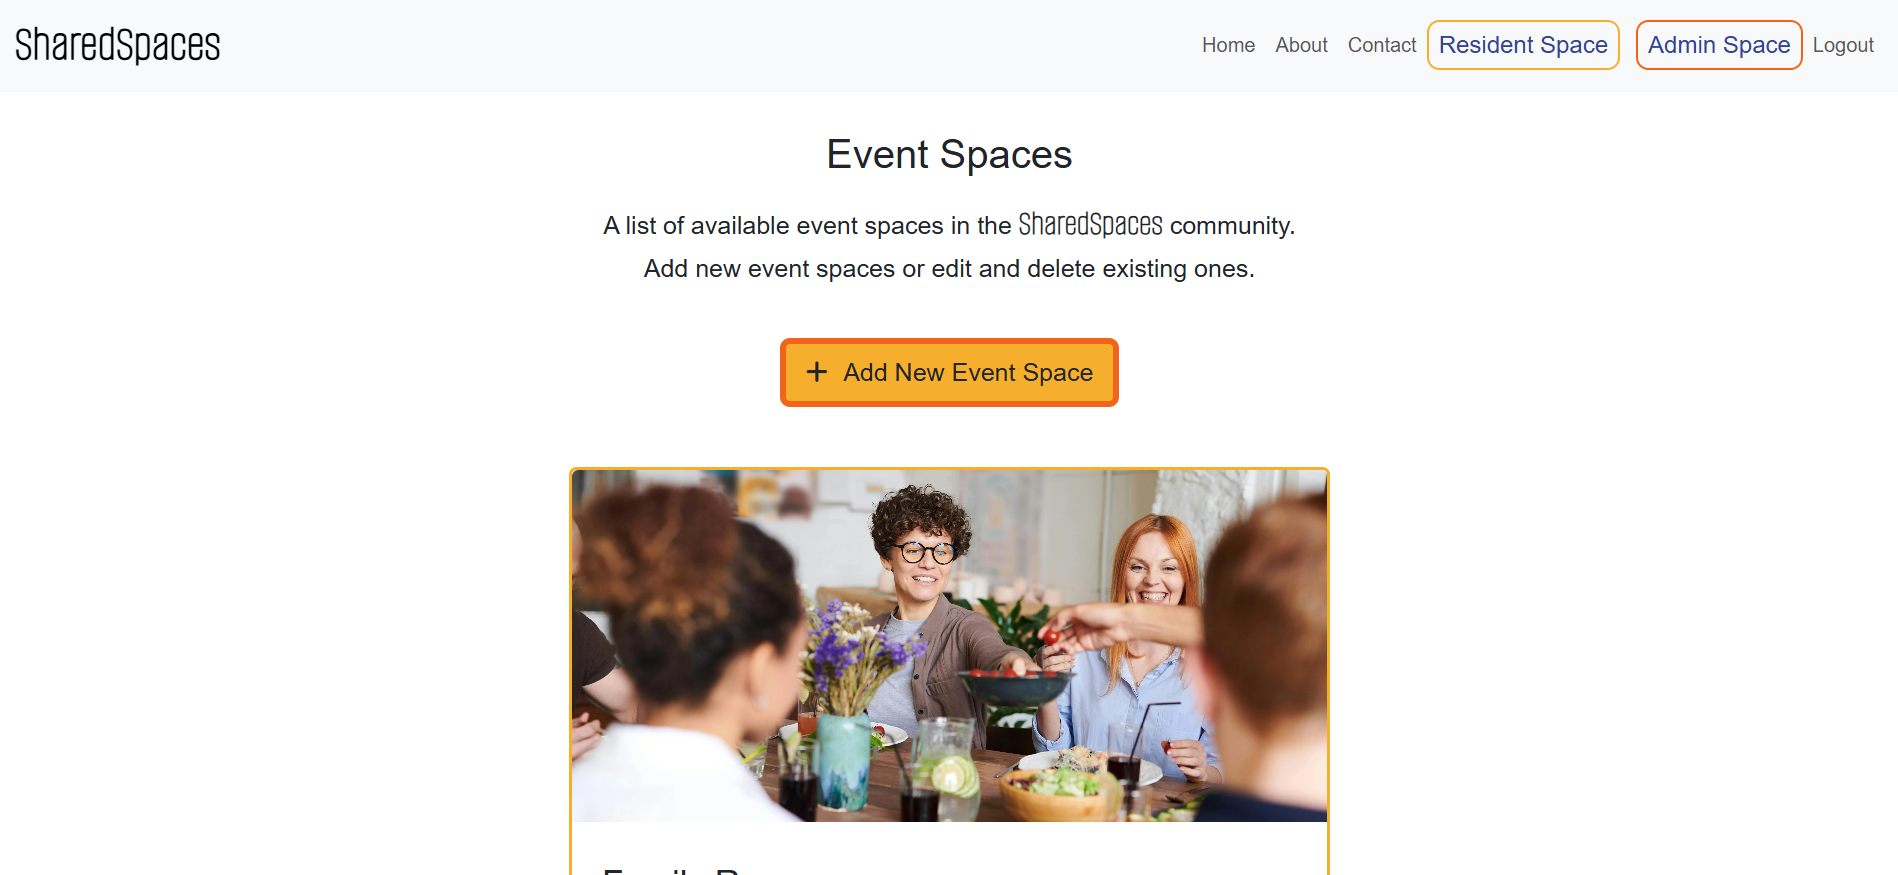 SharedSpaces
Home About Contact Resident Space Admin Space Logout
Event Spaces
A list of available event spaces in the SharedSpaces community.
Add new event spaces or edit and delete existing ones.
+ Add New Event Space